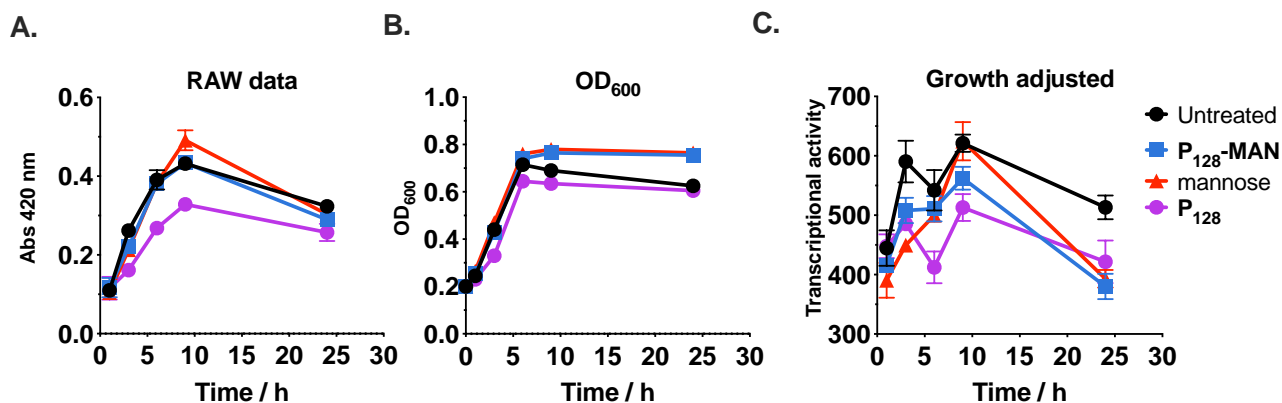 A.
B.
C.
RAW data
OD600
Growth adjusted
0.6
0.4
0.2
0.0
Abs 420 nm
0 5 10 15 20 25 30
Time / h
1.0
0.8
0.6
0.4
0.2
0.0
OD600
0 5 10 15 20 25 30
Time / h
700
600
500
400
300
Transcriptional activity
0 5 10 15 20 25 30
Time / h
Untreated
P128-MAN
mannose
P128